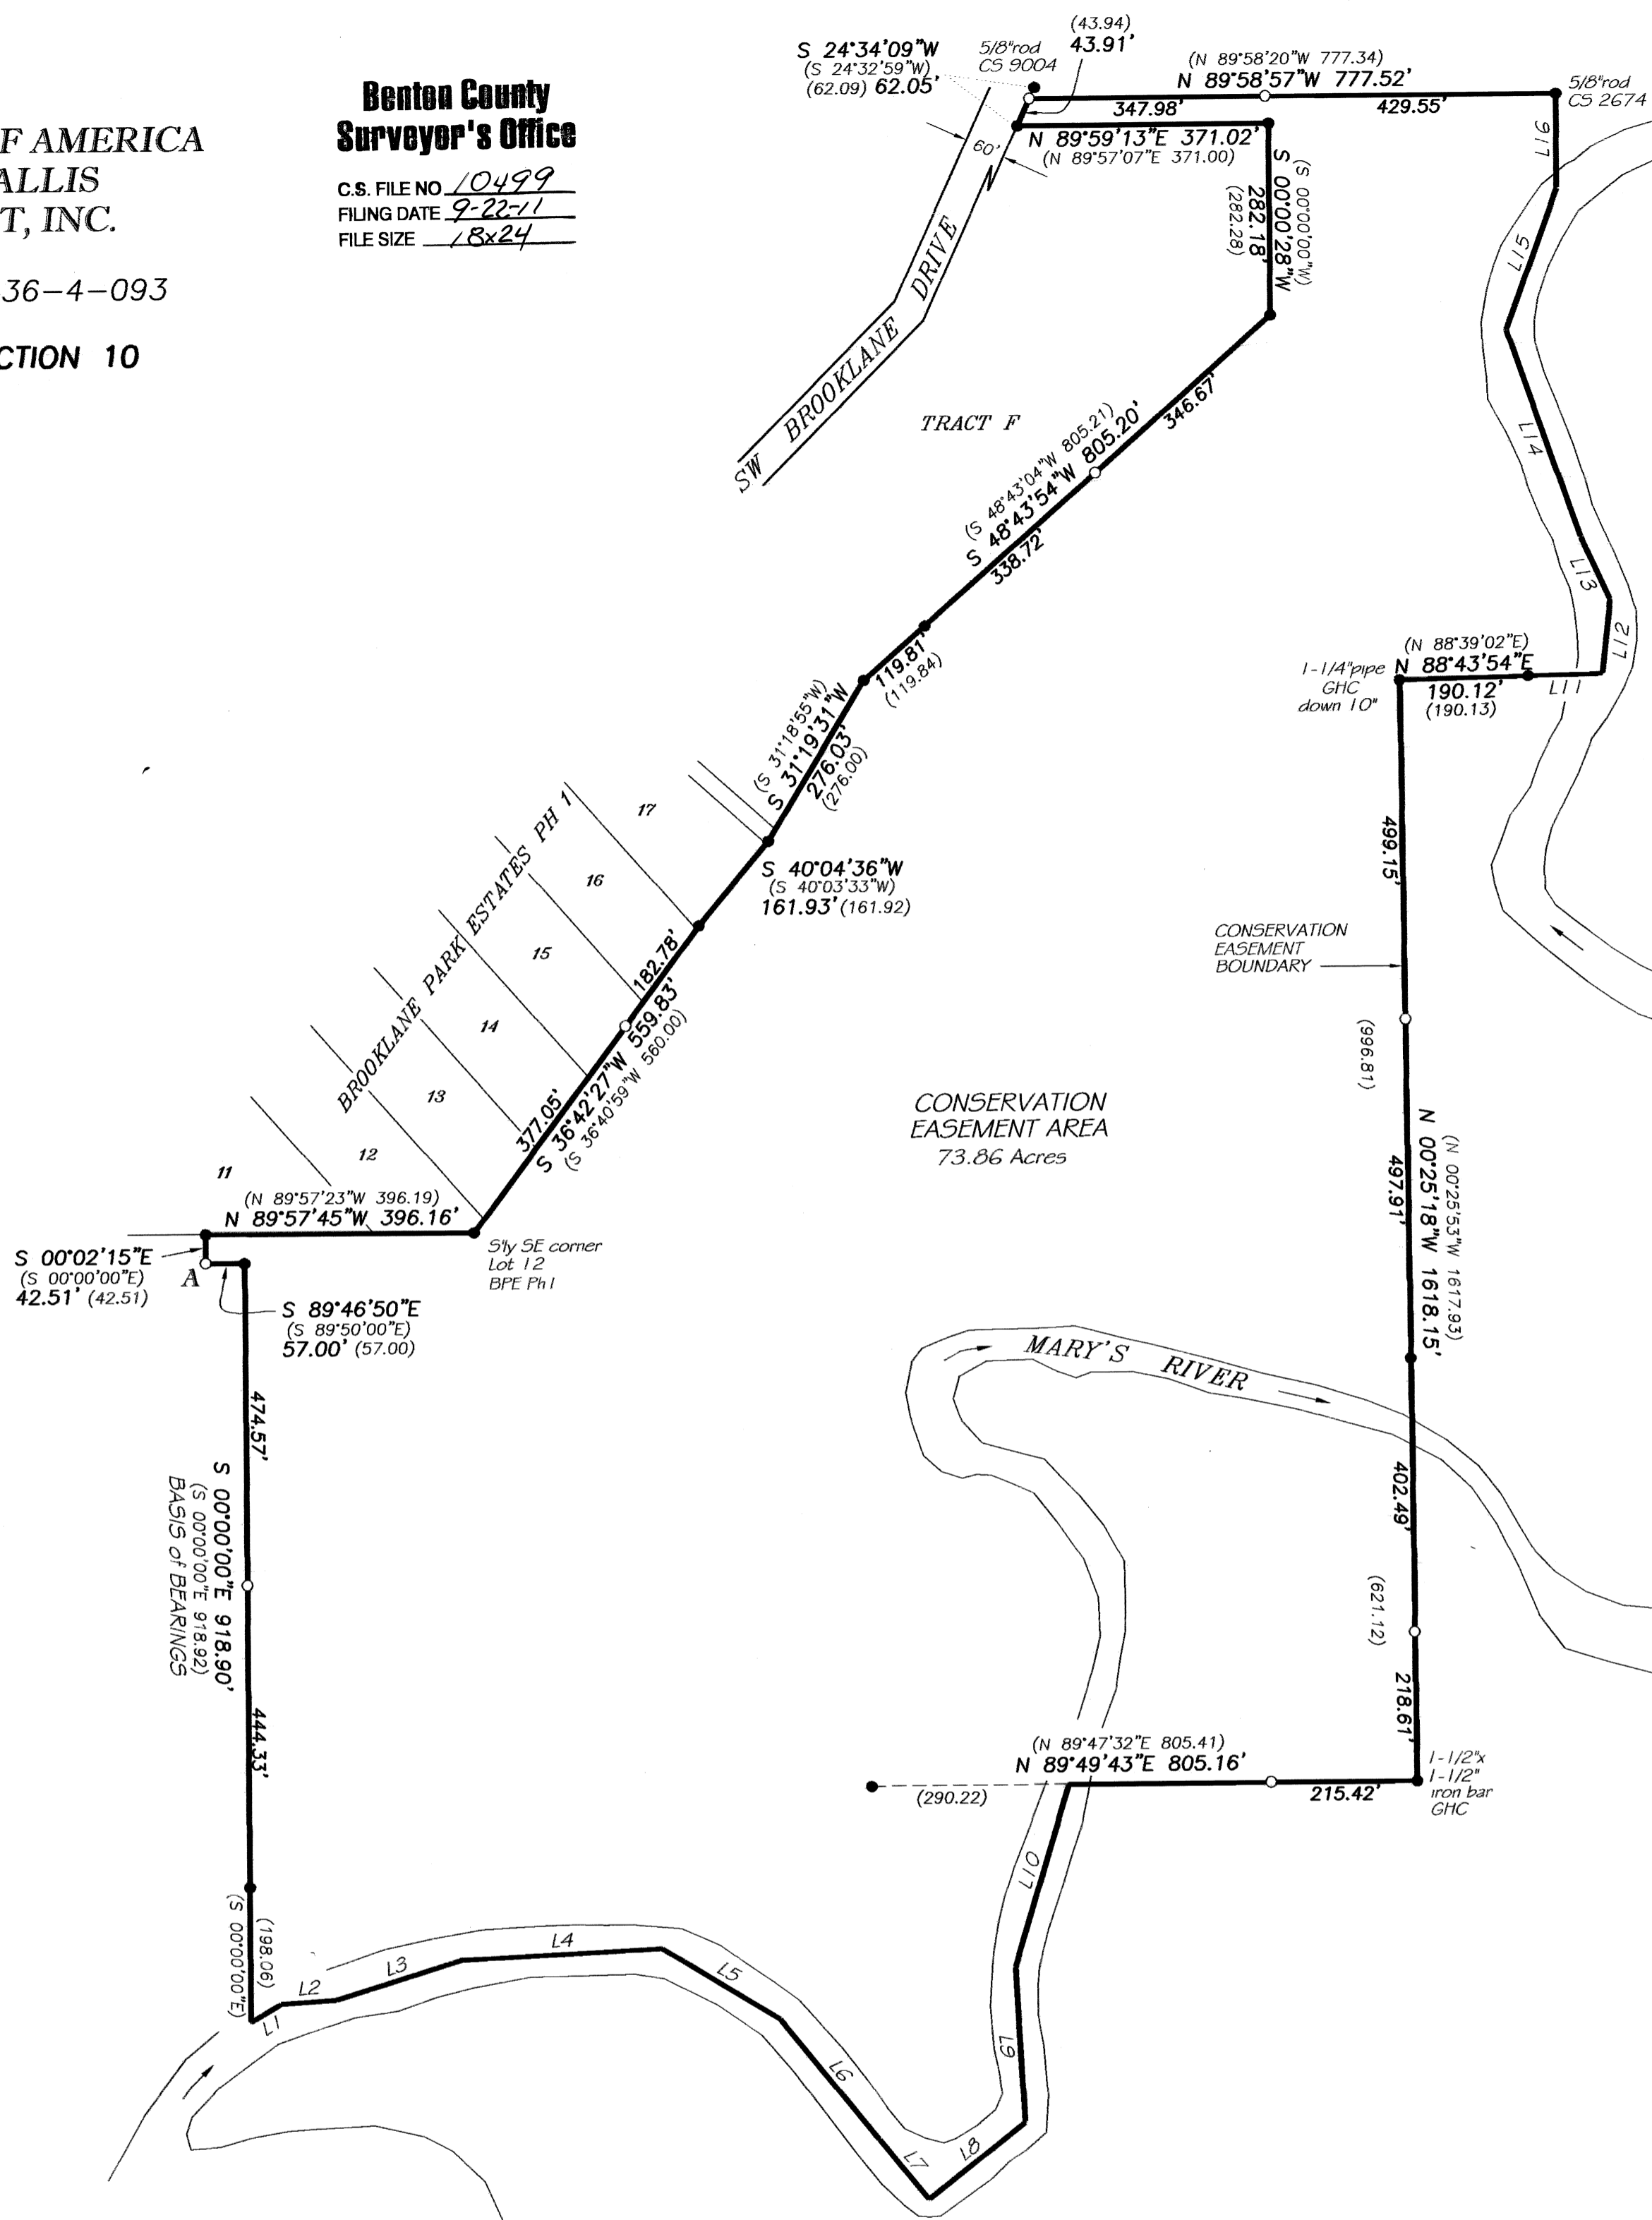 F AMERICA
ALLIS
T, INC.
36-4-093
CTION 10
Benton County
Surveyor's Office
C.S. FILE NO 10499
FILING DATE 9-22-11
FILE SIZE 18x24
S 24°34'09"W
(S 24°32'59"W)
(62.09) 62.05'
5/8"rod
CS 9004
(43.94)
43.91'
(N 89°58'20"W 777.34)
N 89°58'57"W 777.52'
347.98'
429.55'
5/8"rod
CS 2674
N 89°59'13"E 371.02'
(N 89°57'07"E 371.00)
60'
(S 00°00'00"W)
S 00°00'28"W
282.18'
(282.28)
L16
L15
L14
L13
L12
L11
SW BROOKLANE DRIVE
TRACT F
346.67'
(S 48°43'04"W 805.21)
S 48°43'54"W 805.20'
338.72'
119.81'
(119.84)
(S 31°18'55"W)
S 31°19'31"W
276.03'
(276.00)
(N 88°39'02"E)
N 88°43'54"E
190.12'
(190.13)
1-1/4"pipe
GHC
down 10"
S 40°04'36"W
(S 40°03'33"W)
161.93' (161.92)
BROOKLANE PARK ESTATES PH 1
17
16
15
14
13
12
11
182.78'
377.05'
S 36°42'27"W 559.83'
(S 36°40'59"W 560.00)
499.15'
CONSERVATION
EASEMENT
BOUNDARY
(996.81)
497.91'
(N 00°25'53"W 1617.93)
N 00°25'18"W 1618.15'
CONSERVATION
EASEMENT AREA
73.86 Acres
(N 89°57'23"W 396.19)
N 89°57'45"W 396.16'
S'ly SE corner
Lot 12
BPE Ph1
S 00°02'15"E
(S 00°00'00"E)
42.51' (42.51)
A
S 89°46'50"E
(S 89°50'00"E)
57.00' (57.00)
MARY'S RIVER
474.57'
S 00°00'00"E 918.90'
(S 00°00'00"E 918.92)
BASIS of BEARINGS
444.33'
402.49'
(621.12)
218.61'
(N 89°47'32"E 805.41)
N 89°49'43"E 805.16'
(290.22)
215.42'
1-1/2"x
1-1/2"
iron bar
GHC
(198.06)
(S 00°00'00"E)
L1
L2
L3
L4
L5
L6
L7
L8
L9
L10